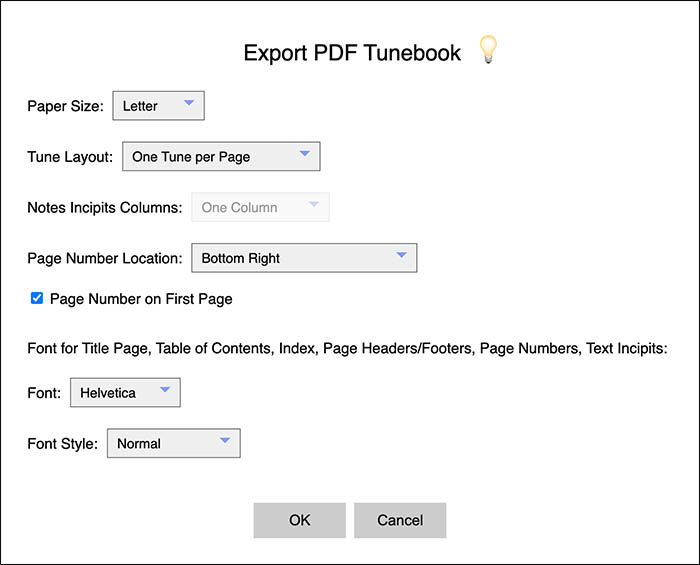 Export PDF Tunebook
Paper Size: Letter
Tune Layout: One Tune per Page
Notes Incipits Columns: One Column
Page Number Location: Bottom Right
Page Number on First Page
Font for Title Page, Table of Contents, Index, Page Headers/Footers, Page Numbers, Text Incipits:
Font: Helvetica
Font Style: Normal
OK Cancel